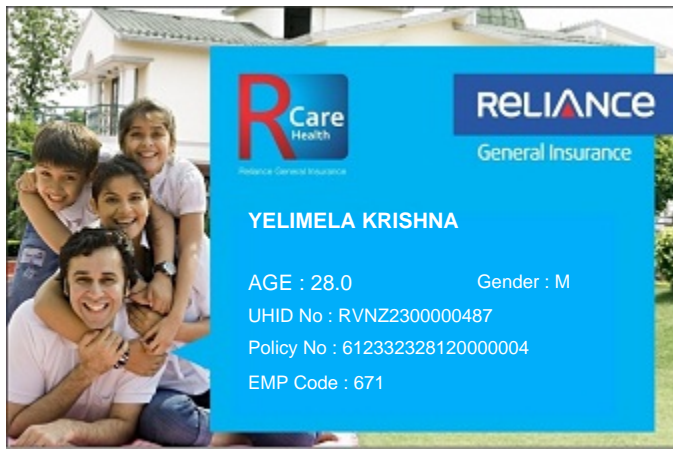 R Care
Health
RELIANCE
Reliance General Insurance
General Insurance
YELIMELA KRISHNA
AGE : 28.0 Gender : M
UHID No : RVNZ2300000487
Policy No : 612332328120000004
EMP Code : 671